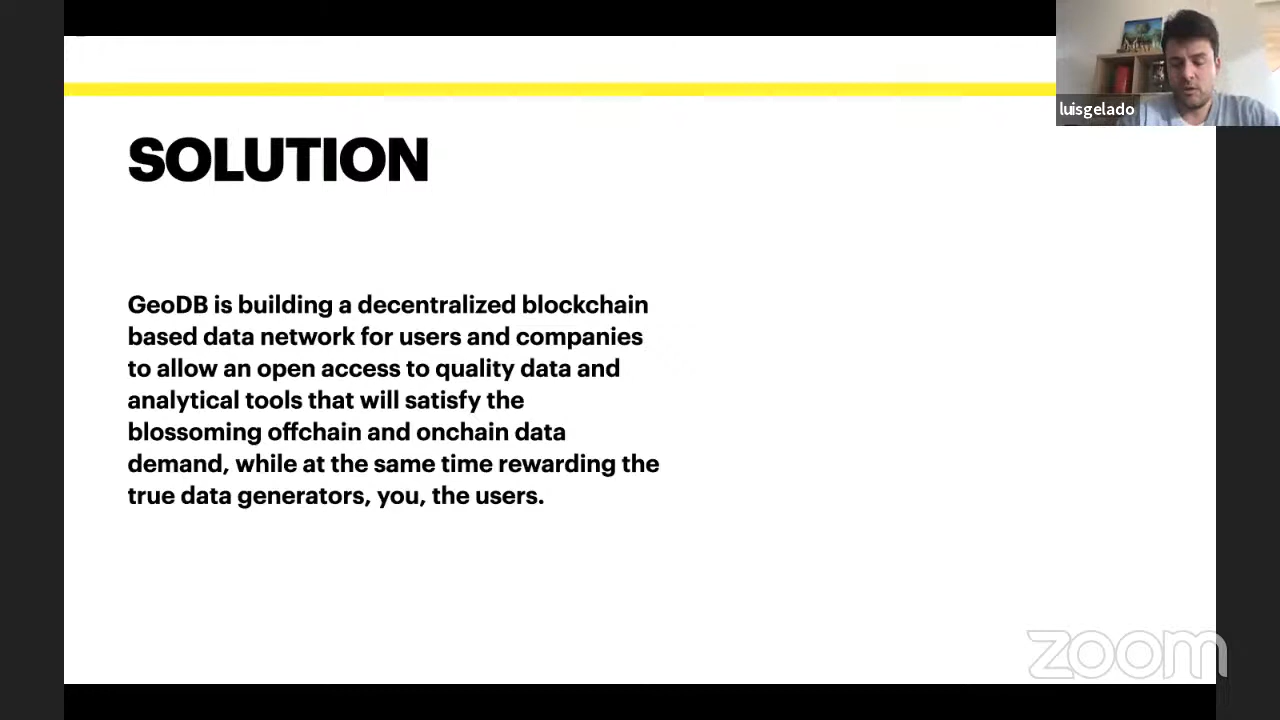 luisgelado
SOLUTION
GeoDB is building a decentralized blockchain
based data network for users and companies
to allow an open access to quality data and
analytical tools that will satisfy the
blossoming offchain and onchain data
demand, while at the same time rewarding the
true data generators, you, the users.
zoom